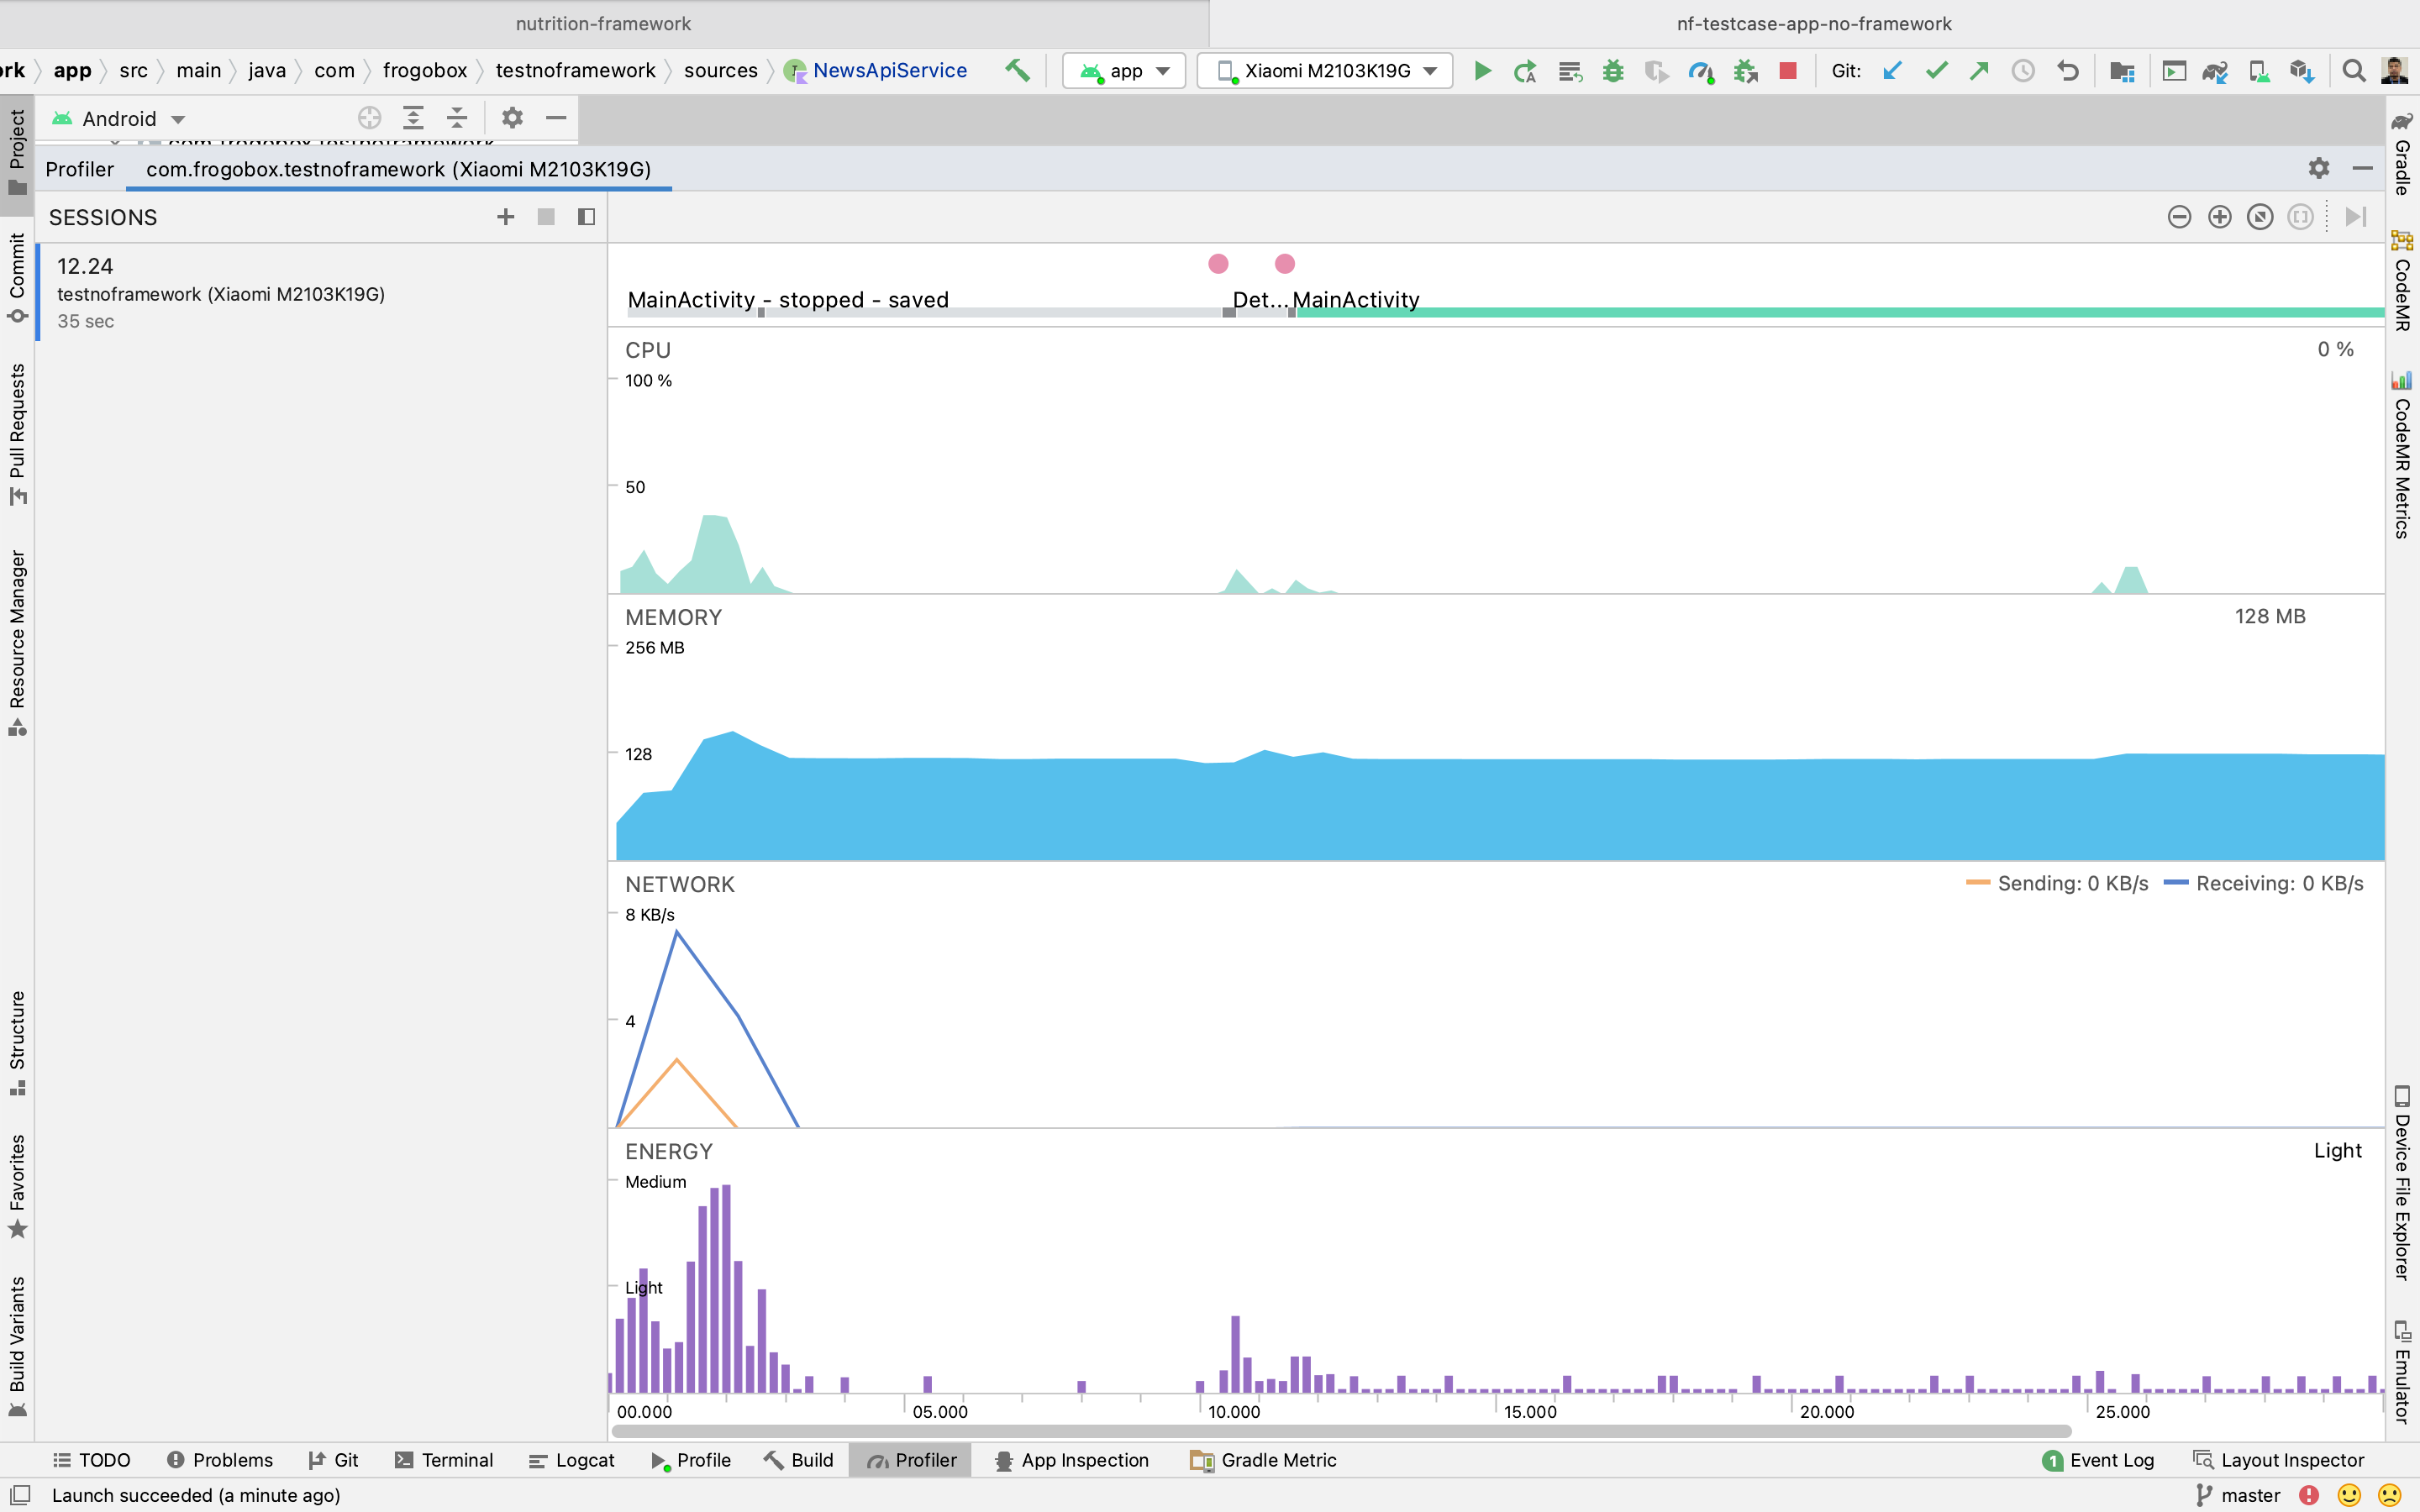 nutrition-framework
nf-testcase-app-no-framework
rk app src main java com frogobox testnoframework sources NewsApiService
app
Xiaomi M2103K19G
Git:
Android
Profiler
com.frogobox.testnoframework (Xiaomi M2103K19G)
SESSIONS
12.24
testnoframework (Xiaomi M2103K19G)
35 sec
MainActivity - stopped - saved
Det...
MainActivity
CPU
0 %
100 %
50
MEMORY
128 MB
256 MB
128
NETWORK
Sending: 0 KB/s
Receiving: 0 KB/s
8 KB/s
4
ENERGY
Light
Medium
Light
00.000
05.000
10.000
15.000
20.000
25.000
Project
Commit
Pull Requests
Resource Manager
Structure
Favorites
Build Variants
Gradle
CodeMR
CodeMR Metrics
Device File Explorer
Emulator
TODO
Problems
Git
Terminal
Logcat
Profile
Build
Profiler
App Inspection
Gradle Metric
1 Event Log
Layout Inspector
Launch succeeded (a minute ago)
master